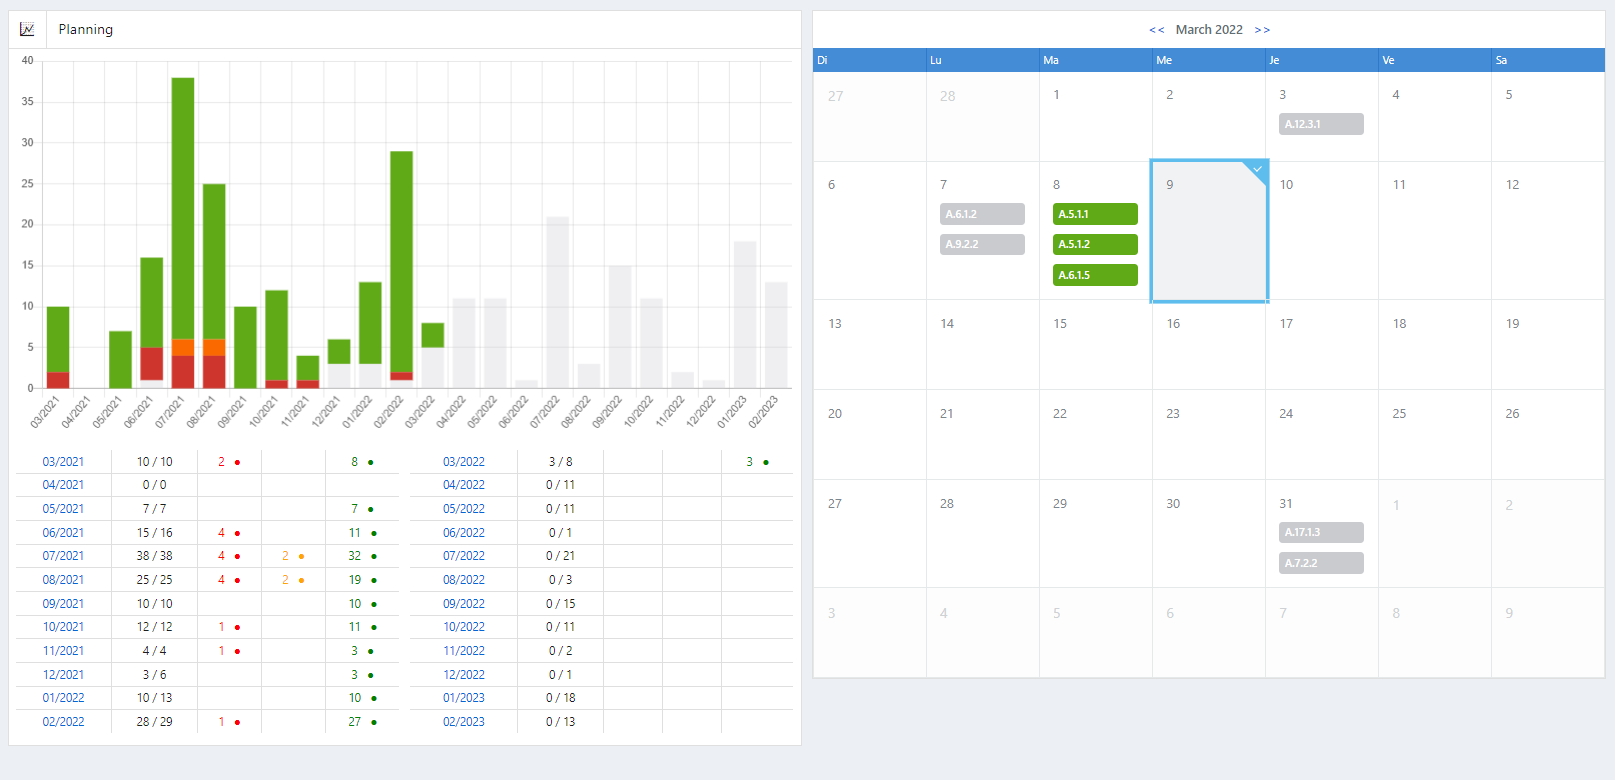 Planning
40
35
30
25
20
15
10
5
0
03/2021 04/2021 05/2021 06/2021 07/2021 08/2021 09/2021 10/2021 11/2021 12/2021 01/2022 02/2022 03/2022 04/2022 05/2022 06/2022 07/2022 08/2022 09/2022 10/2022 11/2022 12/2022 01/2023 02/2023
03/2021 10 / 10 2 ● 8 ● 03/2022 3 / 8 3 ●
04/2021 0 / 0 04/2022 0 / 11
05/2021 7 / 7 7 ● 05/2022 0 / 11
06/2021 15 / 16 4 ● 11 ● 06/2022 0 / 1
07/2021 38 / 38 4 ● 2 ● 32 ● 07/2022 0 / 21
08/2021 25 / 25 4 ● 2 ● 19 ● 08/2022 0 / 3
09/2021 10 / 10 10 ● 09/2022 0 / 15
10/2021 12 / 12 1 ● 11 ● 10/2022 0 / 11
11/2021 4 / 4 1 ● 3 ● 11/2022 0 / 2
12/2021 3 / 6 3 ● 12/2022 0 / 1
01/2022 10 / 13 10 ● 01/2023 0 / 18
02/2022 28 / 29 1 ● 27 ● 02/2023 0 / 13
<< March 2022 >>
Di Lu Ma Me Je Ve Sa
27 28 1 2 3 4 5
A.12.3.1
6 7 8 9 10 11 12
A.6.1.2 A.5.1.1
A.9.2.2 A.5.1.2
A.6.1.5
13 14 15 16 17 18 19
20 21 22 23 24 25 26
27 28 29 30 31 1 2
A.17.1.3
A.7.2.2
3 4 5 6 7 8 9